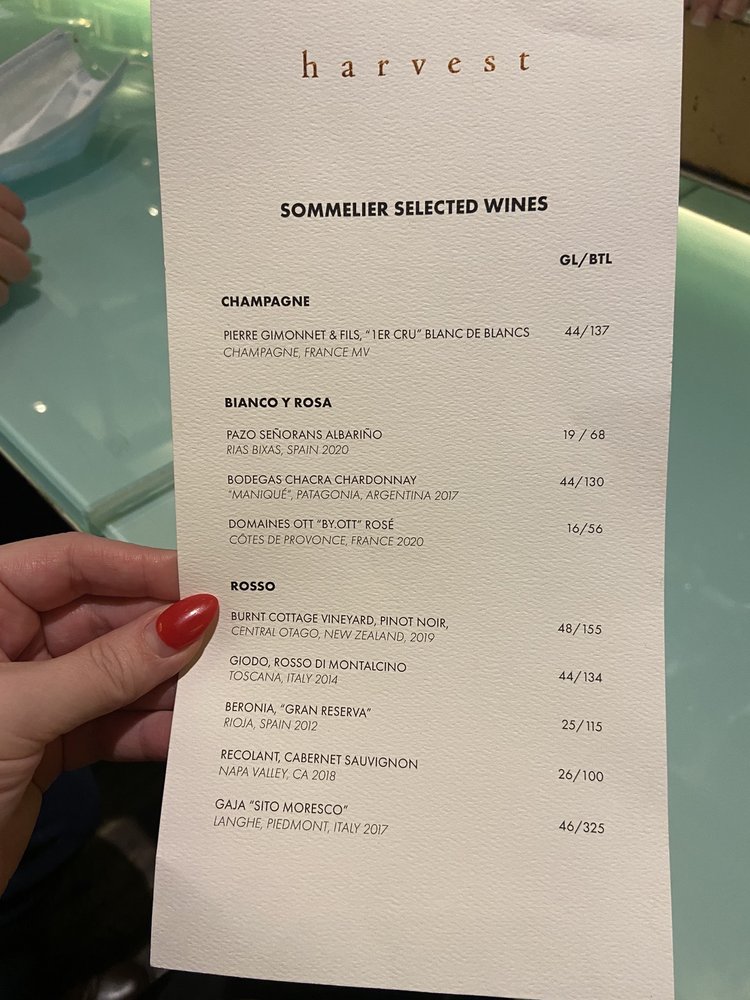 harvest
SOMMELIER SELECTED WINES
GL/BTL
CHAMPAGNE
PIERRE GIMONNET & FILS, "1ER CRU" BLANC DE BLANCS 44/137
CHAMPAGNE, FRANCE MV
BIANCO Y ROSA
PAZO SEÑORANS ALBARIÑO 19 / 68
RIAS BIXAS, SPAIN 2020
BODEGAS CHACRA CHARDONNAY 44/130
"MANIQUÉ", PATAGONIA, ARGENTINA 2017
DOMAINES OTT "BY.OTT" ROSÉ 16/56
CÔTES DE PROVONCE, FRANCE 2020
ROSSO
BURNT COTTAGE VINEYARD, PINOT NOIR, 48/155
CENTRAL OTAGO, NEW ZEALAND, 2019
GIODO, ROSSO DI MONTALCINO 44/134
TOSCANA, ITALY 2014
BERONIA, "GRAN RESERVA" 25/115
RIOJA, SPAIN 2012
RECOLANT, CABERNET SAUVIGNON 26/100
NAPA VALLEY, CA 2018
GAJA "SITO MORESCO" 46/325
LANGHE, PIEDMONT, ITALY 2017